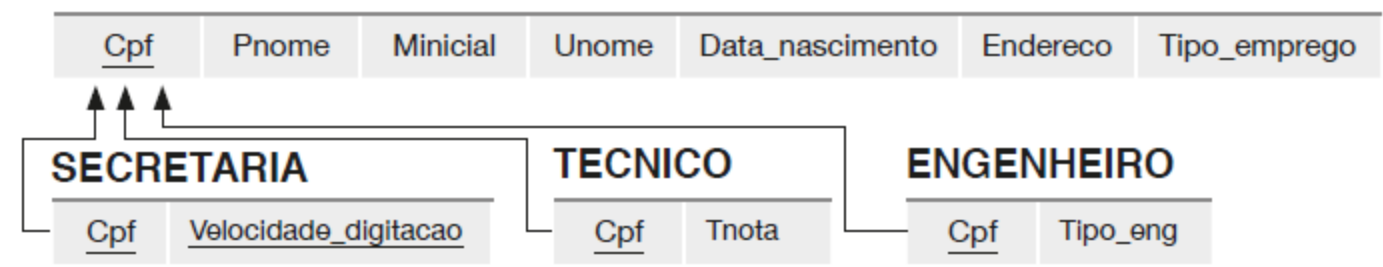 Cpf Pnome Minicial Unome Data_nascimento Endereco Tipo_emprego
SECRETARIA TECNICO ENGENHEIRO
Cpf Velocidade_digitacao Cpf Tnota Cpf Tipo_eng